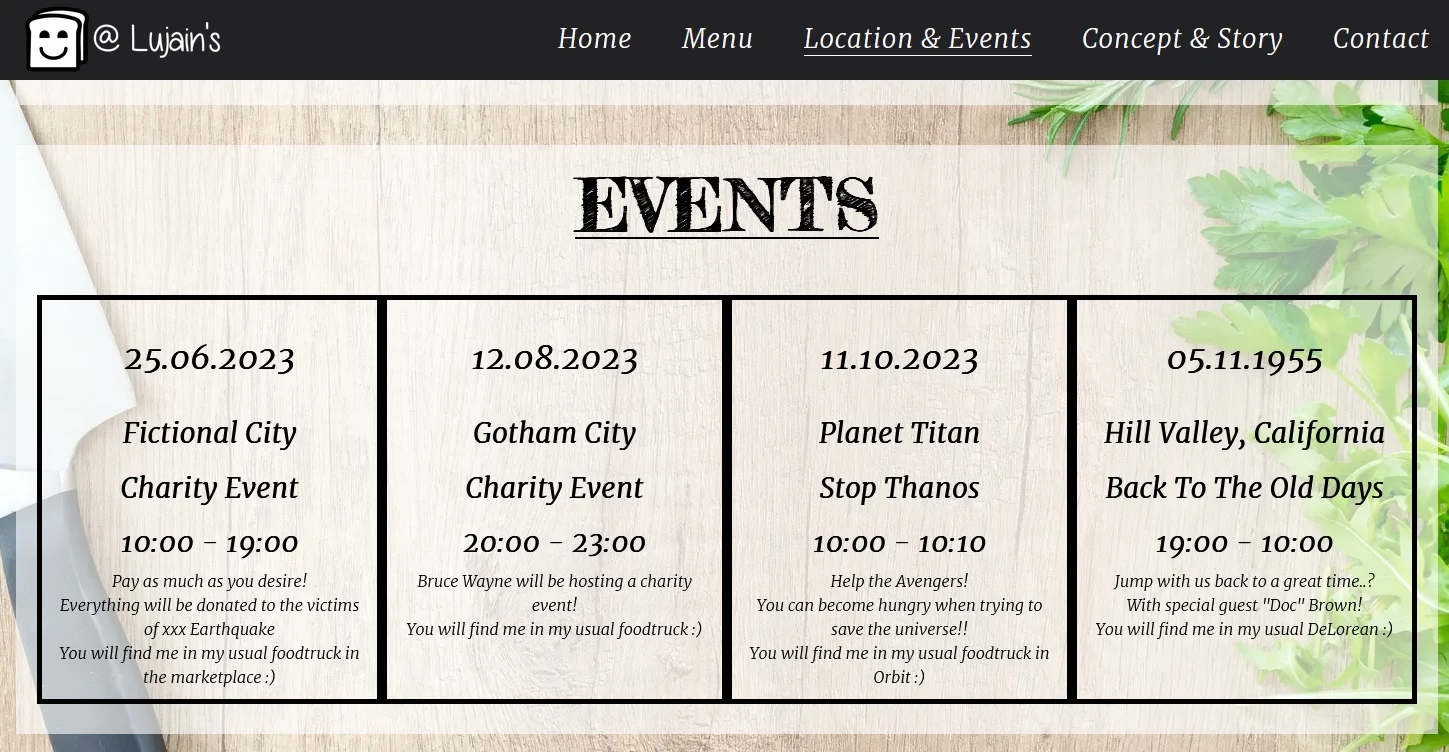 @ Lujain's
Home
Menu
Location & Events
Concept & Story
Contact
EVENTS
25.06.2023
Fictional City
Charity Event
10:00 - 19:00
Pay as much as you desire!
Everything will be donated to the victims
of xxx Earthquake
You will find me in my usual foodtruck in
the marketplace :)
12.08.2023
Gotham City
Charity Event
20:00 - 23:00
Bruce Wayne will be hosting a charity
event!
You will find me in my usual foodtruck :)
11.10.2023
Planet Titan
Stop Thanos
10:00 - 10:10
Help the Avengers!
You can become hungry when trying to
save the universe!!
You will find me in my usual foodtruck in
Orbit :)
05.11.1955
Hill Valley, California
Back To The Old Days
19:00 - 10:00
Jump with us back to a great time..?
With special guest "Doc" Brown!
You will find me in my usual DeLorean :)